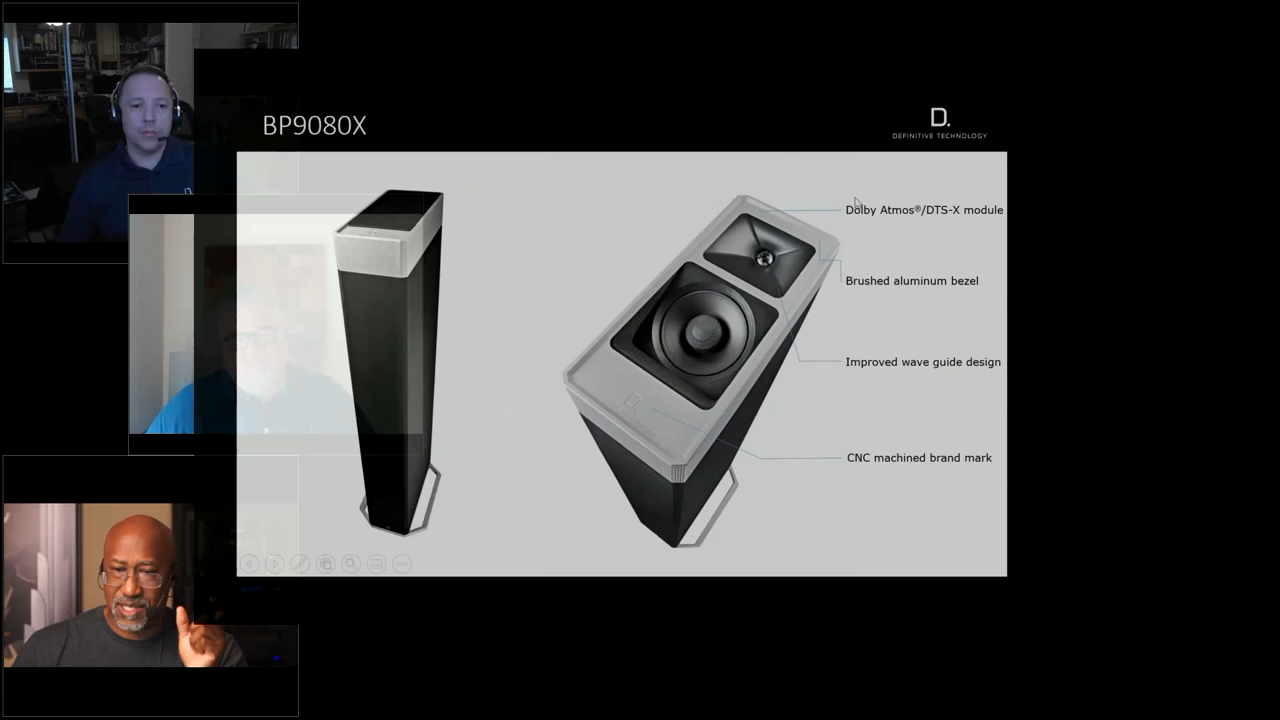 BP9080X
D.
DEFINITIVE TECHNOLOGY
Dolby Atmos®/DTS-X module
Brushed aluminum bezel
Improved wave guide design
CNC machined brand mark
D.